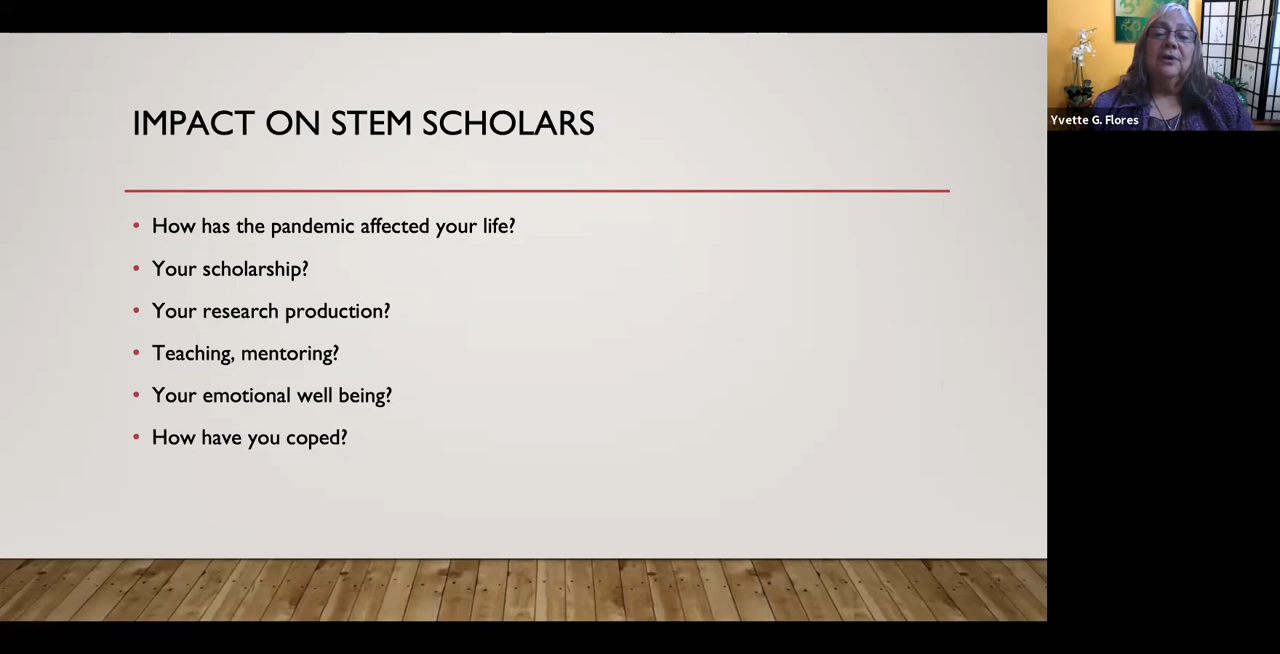 IMPACT ON STEM SCHOLARS
• How has the pandemic affected your life?
• Your scholarship?
• Your research production?
• Teaching, mentoring?
• Your emotional well being?
• How have you coped?
Yvette G. Flores